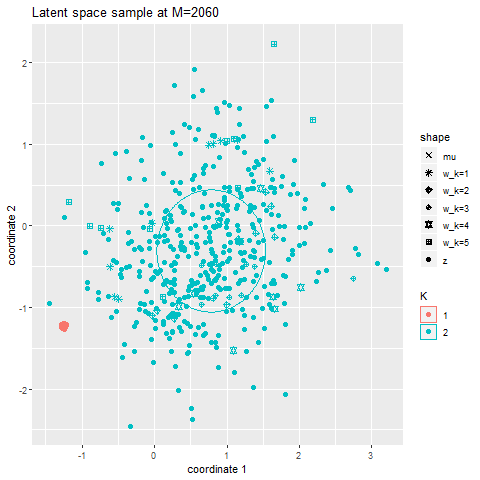 Latent space sample at M=2060
coordinate 2
2
1
0
-1
-2
-1
0
1
2
3
coordinate 1
shape
mu
w_k=1
w_k=2
w_k=3
w_k=4
w_k=5
z
K
1
2